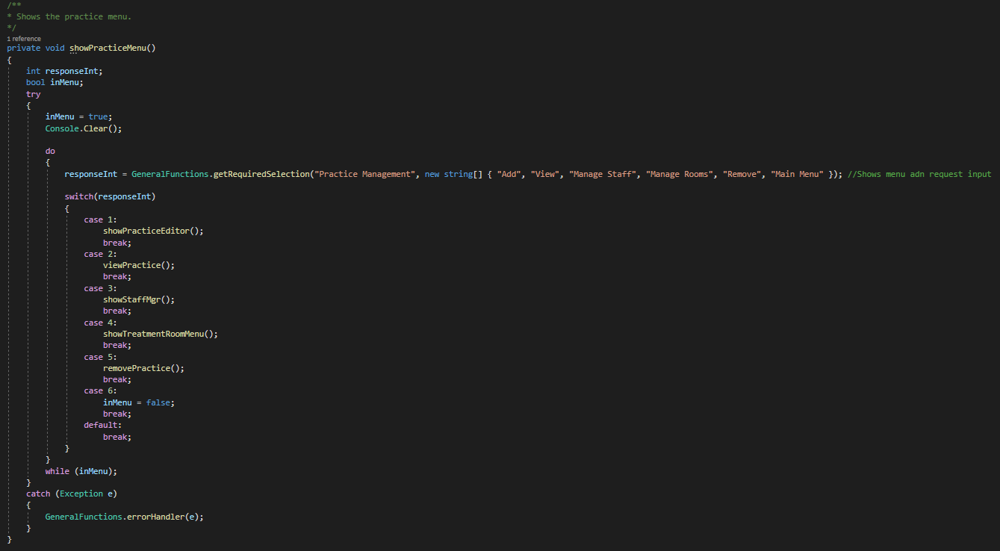 /**
* Shows the practice menu.
*/
1 reference
private void showPracticeMenu()
{
    int responseInt;
    bool inMenu;
    try
    {
        inMenu = true;
        Console.Clear();

        do
        {
            responseInt = GeneralFunctions.getRequiredSelection("Practice Management", new string[] { "Add", "View", "Manage Staff", "Manage Rooms", "Remove", "Main Menu" }); //Shows menu adn request input

            switch(responseInt)
            {
                case 1:
                    showPracticeEditor();
                    break;
                case 2:
                    viewPractice();
                    break;
                case 3:
                    showStaffMgr();
                    break;
                case 4:
                    showTreatmentRoomMenu();
                    break;
                case 5:
                    removePractice();
                    break;
                case 6:
                    inMenu = false;
                    break;
                default:
                    break;
            }
        }
        while (inMenu);
    }
    catch (Exception e)
    {
        GeneralFunctions.errorHandler(e);
    }
}